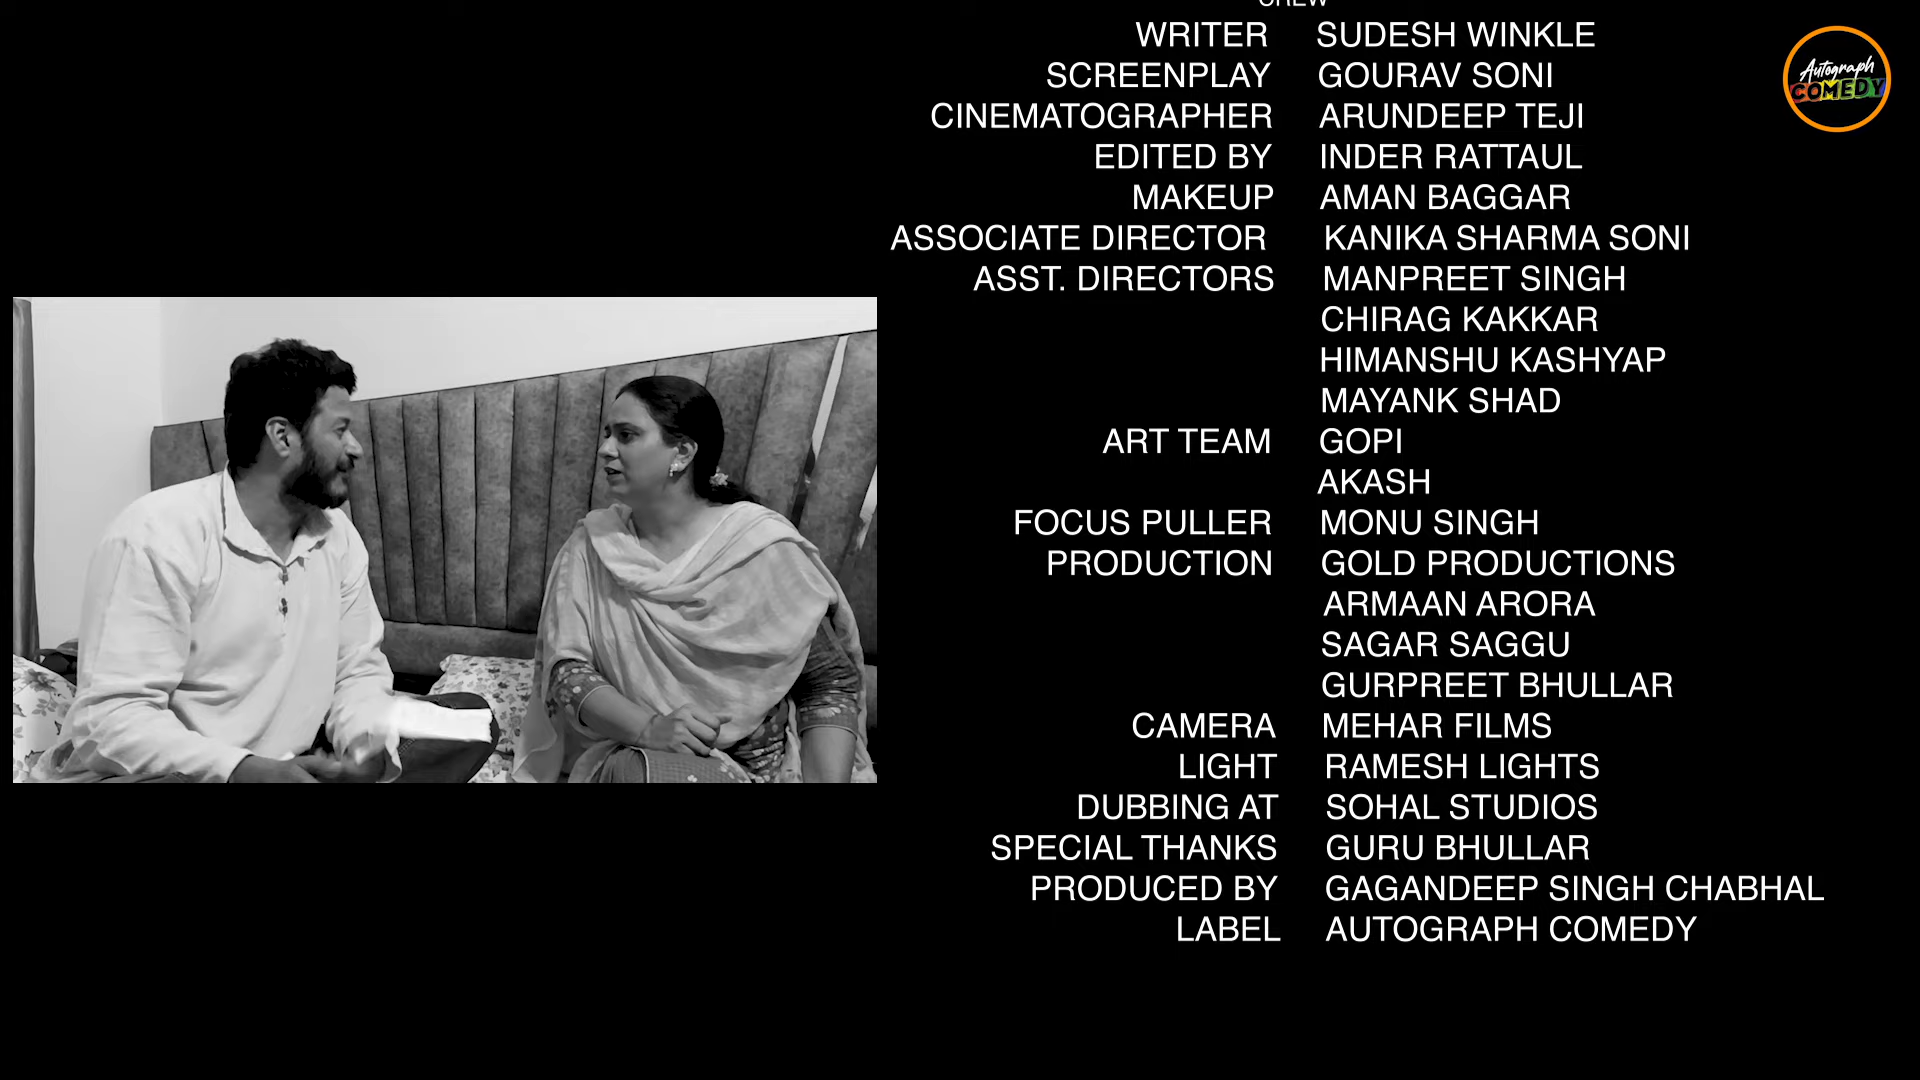 CREW
WRITER SUDESH WINKLE
SCREENPLAY GOURAV SONI
CINEMATOGRAPHER ARUNDEEP TEJI
EDITED BY INDER RATTAUL
MAKEUP AMAN BAGGAR
ASSOCIATE DIRECTOR KANIKA SHARMA SONI
ASST. DIRECTORS MANPREET SINGH
CHIRAG KAKKAR
HIMANSHU KASHYAP
MAYANK SHAD
ART TEAM GOPI
AKASH
FOCUS PULLER MONU SINGH
PRODUCTION GOLD PRODUCTIONS
ARMAAN ARORA
SAGAR SAGGU
GURPREET BHULLAR
CAMERA MEHAR FILMS
LIGHT RAMESH LIGHTS
DUBBING AT SOHAL STUDIOS
SPECIAL THANKS GURU BHULLAR
PRODUCED BY GAGANDEEP SINGH CHABHAL
LABEL AUTOGRAPH COMEDY
Autograph
COMEDY